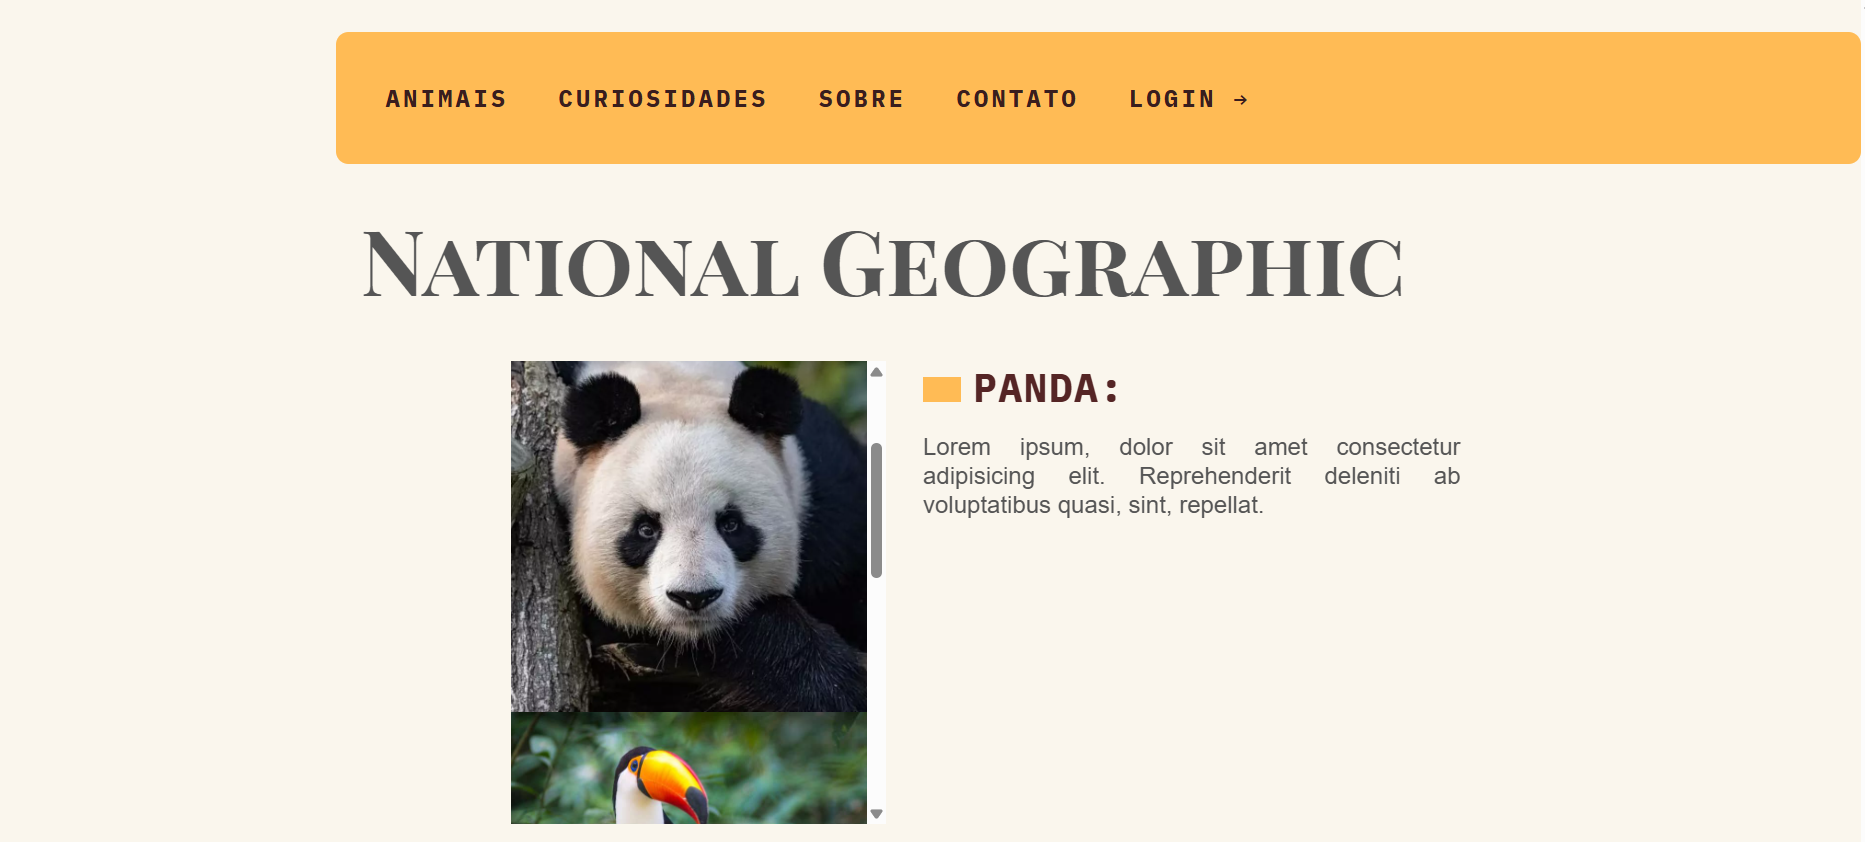 ANIMAIS CURIOSIDADES SOBRE CONTATO LOGIN →
NATIONAL GEOGRAPHIC
PANDA:
Lorem ipsum, dolor sit amet consectetur
adipisicing elit. Reprehenderit deleniti ab
voluptatibus quasi, sint, repellat.